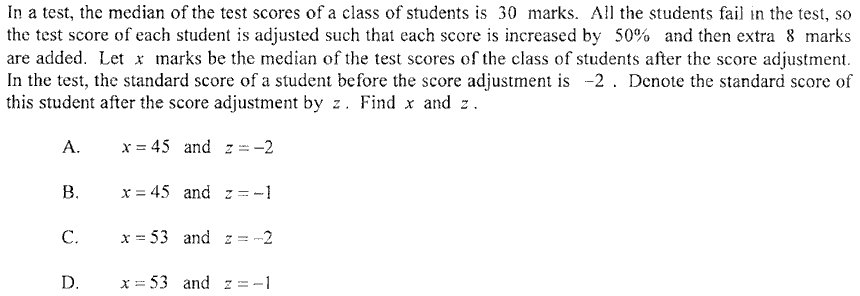 In a test, the median of the test scores of a class of students is 30 marks. All the students fail in the test, so
the test score of each student is adjusted such that each score is increased by 50% and then extra 8 marks
are added. Let x marks be the median of the test scores of the class of students after the score adjustment.
In the test, the standard score of a student before the score adjustment is −2 . Denote the standard score of
this student after the score adjustment by z . Find x and z .
A. x = 45 and z = −2
B. x = 45 and z = −1
C. x = 53 and z = −2
D. x = 53 and z = −1